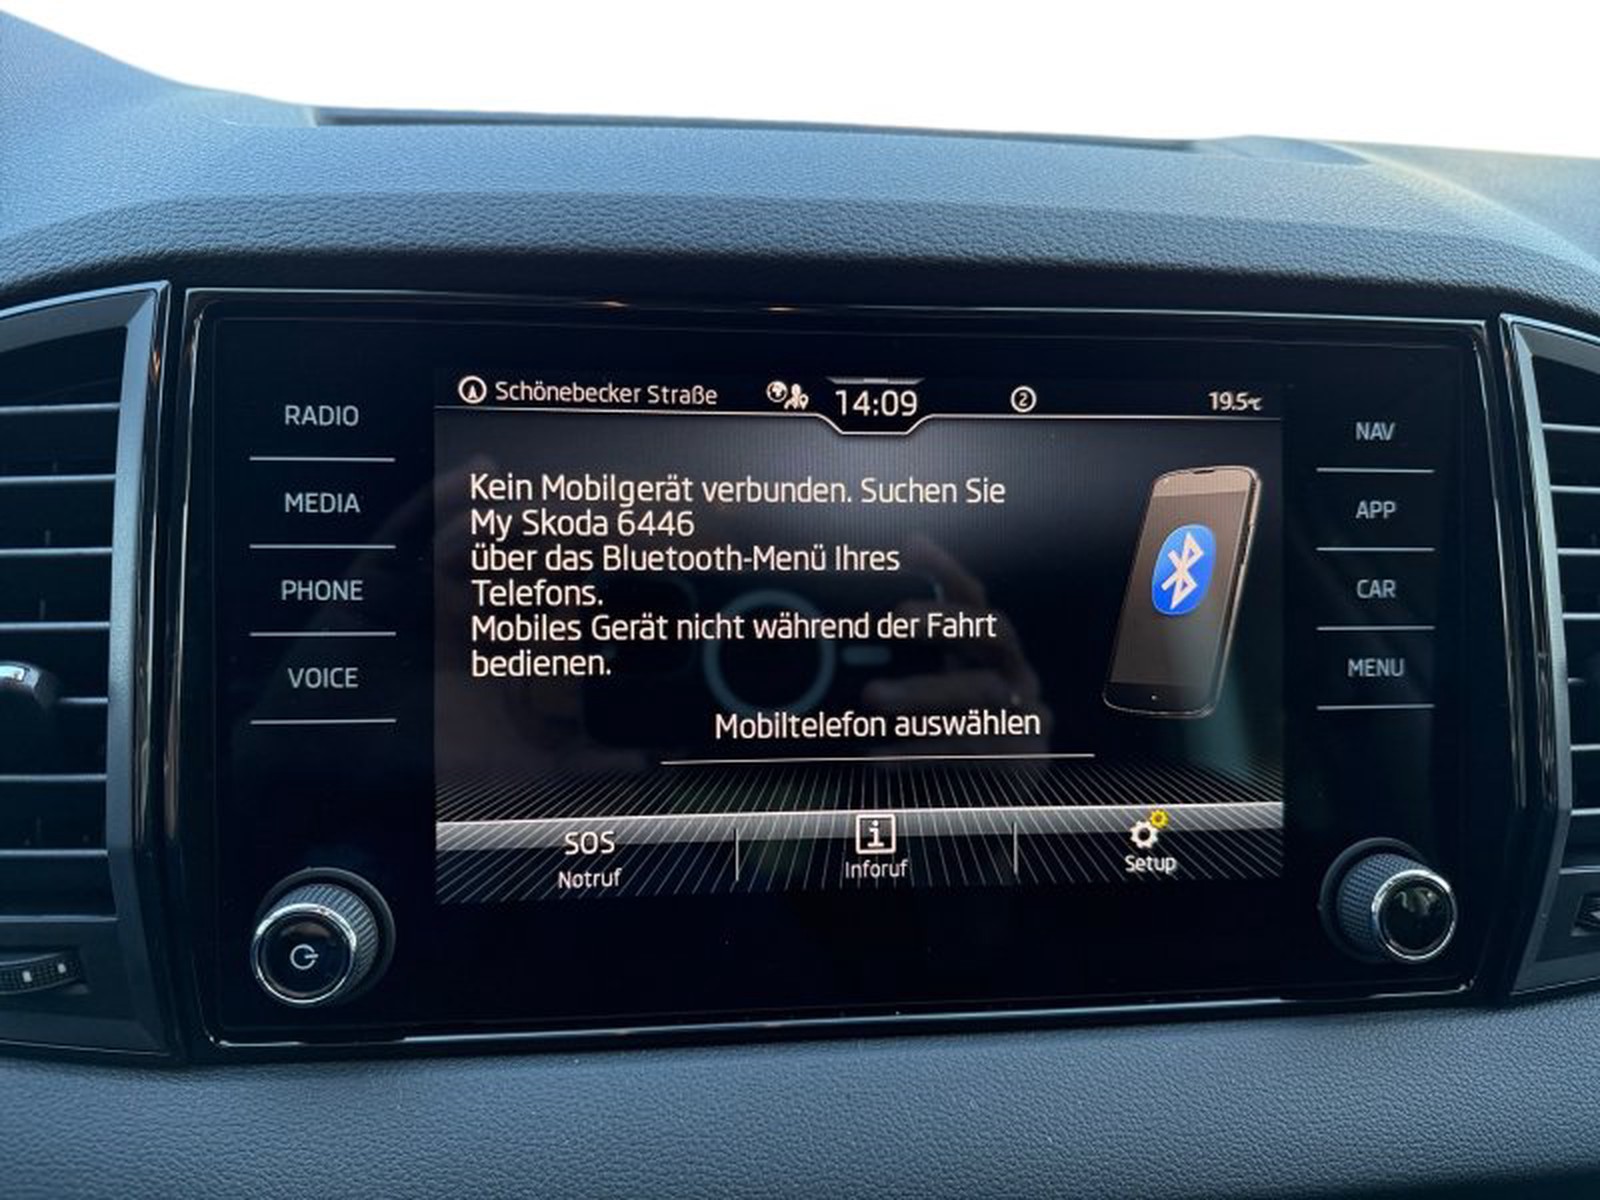 Schönebecker Straße
14:09
2
19.5°C
RADIO
MEDIA
PHONE
VOICE
Kein Mobilgerät verbunden. Suchen Sie
My Skoda 6446
über das Bluetooth-Menü Ihres
Telefons.
Mobiles Gerät nicht während der Fahrt
bedienen.
Mobiltelefon auswählen
SOS
Notruf
i
Inforuf
Setup
NAV
APP
CAR
MENU